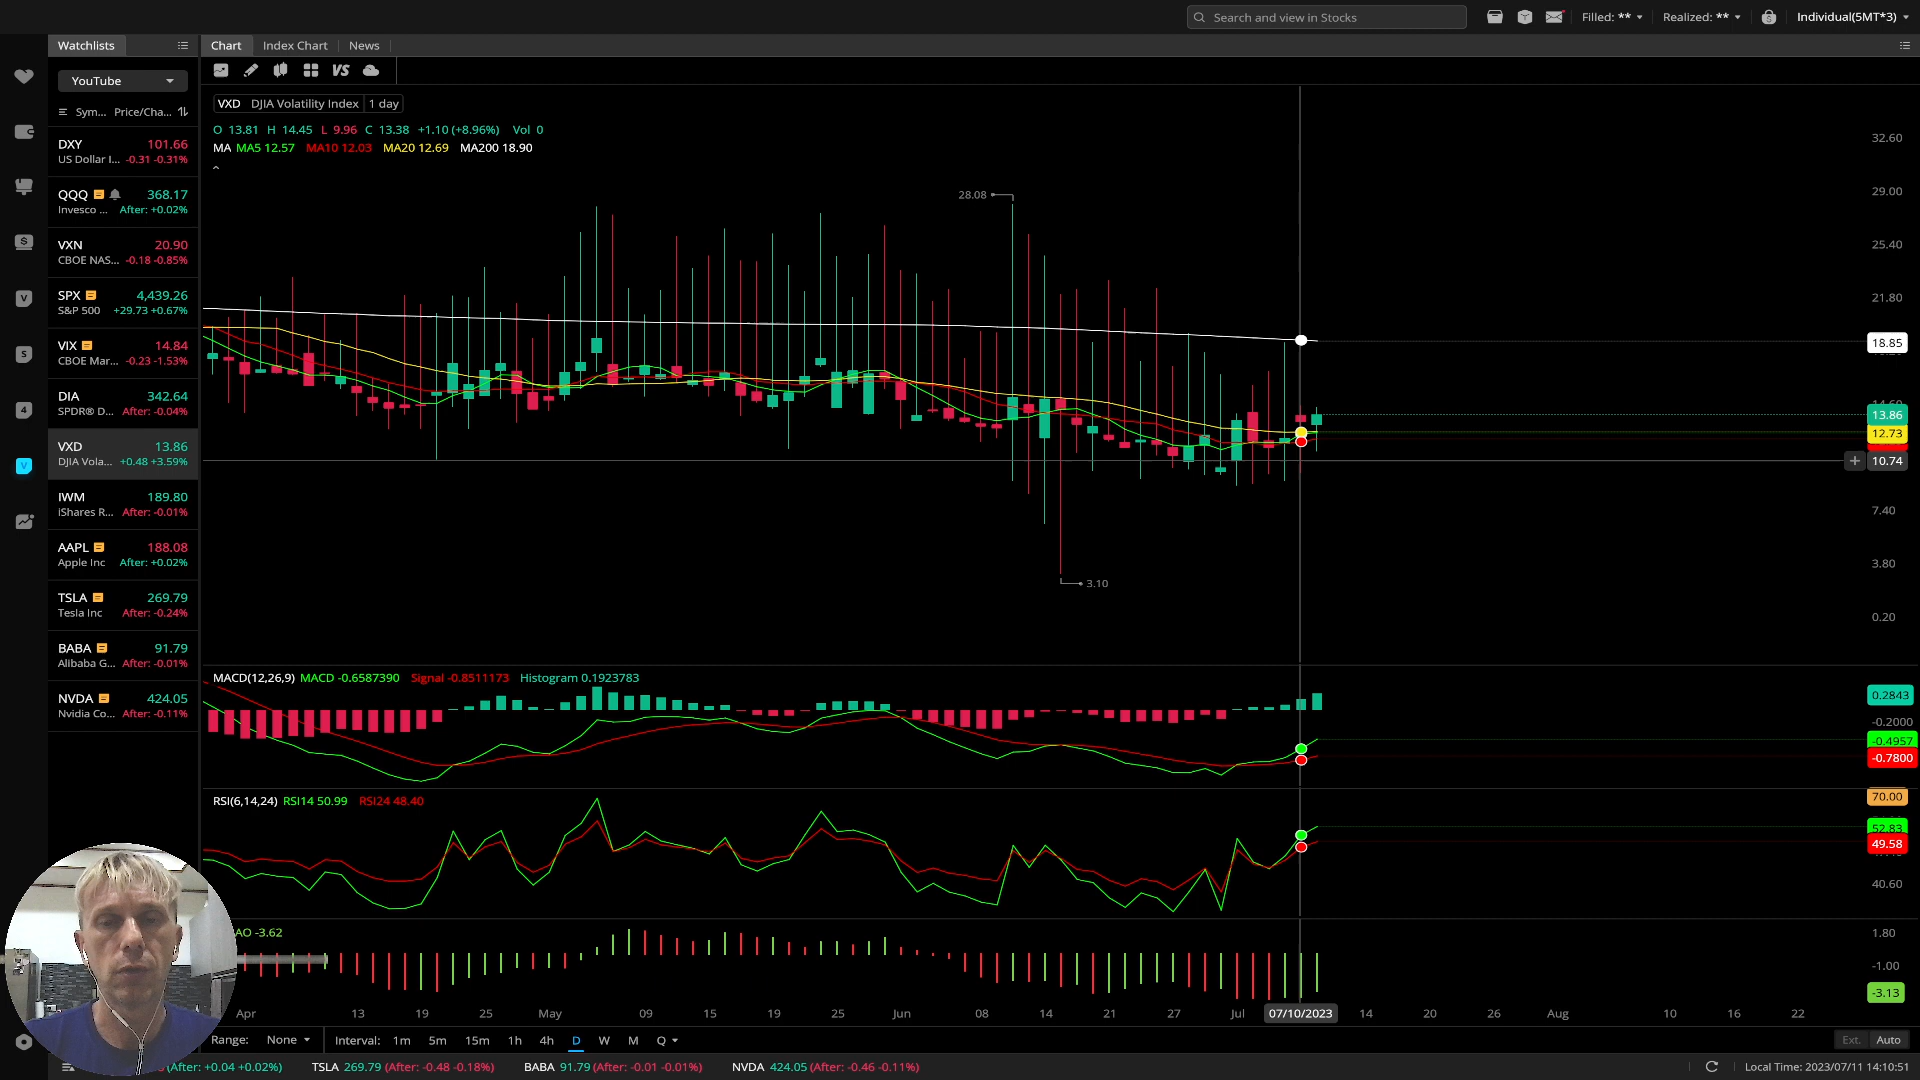 Search and view in Stocks
Filled: **
Realized: **
Individual(5MT*3)
Watchlists
Chart
Index Chart
News
YouTube
VS
Sym... Price/Cha...
VXD DJIA Volatility Index 1 day
O 13.81 H 14.45 L 9.96 C 13.38 +1.10 (+8.96%) Vol 0
MA MA5 12.57 MA10 12.03 MA20 12.69 MA200 18.90
DXY 101.66
US Dollar I... -0.31 -0.31%
QQQ 368.17
Invesco ... After: +0.02%
VXN 20.90
CBOE NAS... -0.18 -0.85%
SPX 4,439.26
S&P 500 +29.73 +0.67%
VIX 14.84
CBOE Mar... -0.23 -1.53%
DIA 342.64
SPDR® D... After: -0.04%
VXD 13.86
DJIA Vola... +0.48 +3.59%
IWM 189.80
iShares R... After: -0.01%
AAPL 188.08
Apple Inc After: +0.02%
TSLA 269.79
Tesla Inc After: -0.24%
BABA 91.79
Alibaba G... After: -0.01%
NVDA 424.05
Nvidia Co... After: -0.11%
28.08
3.10
32.60
29.00
25.40
21.80
18.85
13.86
12.73
10.74
7.40
3.80
0.20
MACD(12,26,9) MACD -0.6587390 Signal -0.8511173 Histogram 0.1923783
0.2843
-0.2000
-0.4957
-0.7800
RSI(6,14,24) RSI14 50.99 RSI24 48.40
70.00
52.83
49.58
40.60
AO -3.62
1.80
-1.00
-3.13
Apr 13 19 25 May 09 15 19 25 Jun 08 14 21 27 Jul 07/10/2023 14 20 26 Aug 10 16 22
Range: None Interval: 1m 5m 15m 1h 4h D W M Q
Ext. Auto
(After: +0.04 +0.02%) TSLA 269.79 (After: -0.48 -0.18%) BABA 91.79 (After: -0.01 -0.01%) NVDA 424.05 (After: -0.46 -0.11%)
Local Time: 2023/07/11 14:10:51